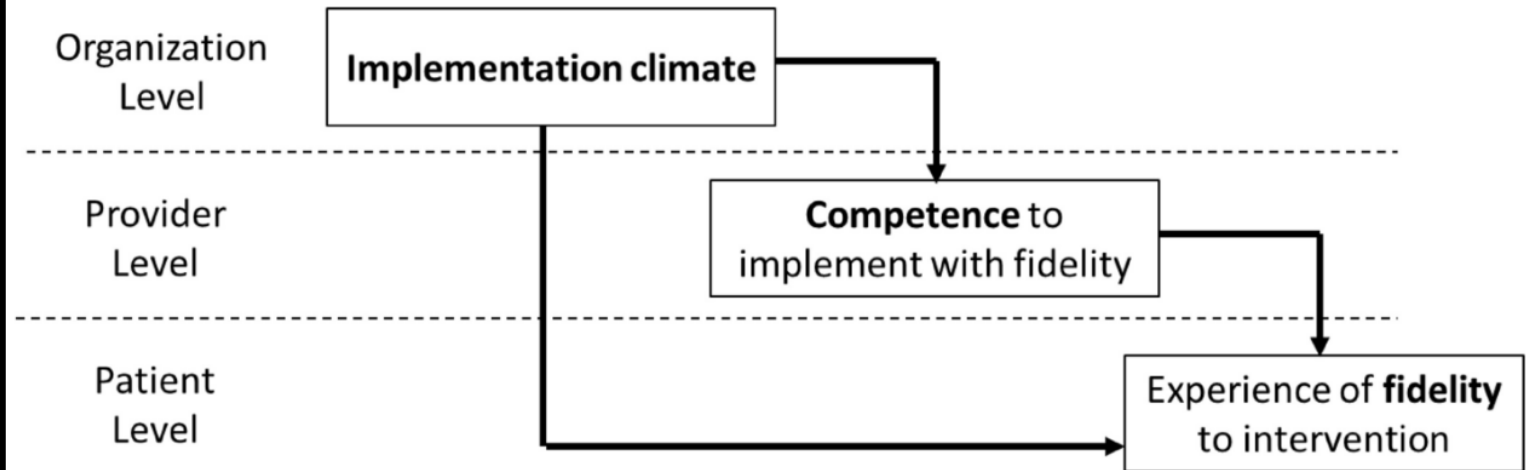 Organization
Level
Implementation climate
Provider
Level
Competence to
implement with fidelity
Patient
Level
Experience of fidelity
to intervention